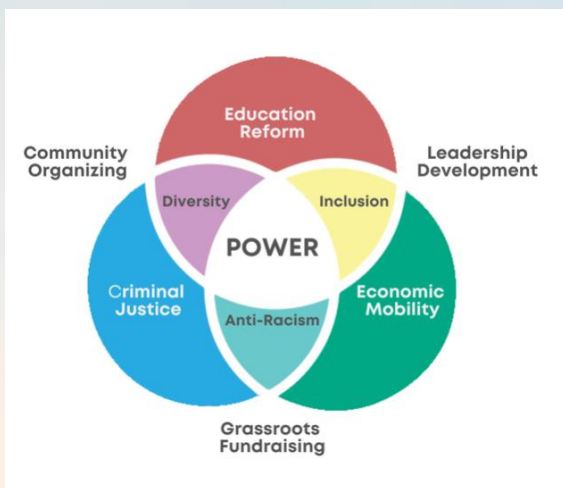 Education
Reform
Community
Organizing
Leadership
Development
Diversity
Inclusion
POWER
Criminal
Justice
Economic
Mobility
Anti-Racism
Grassroots
Fundraising